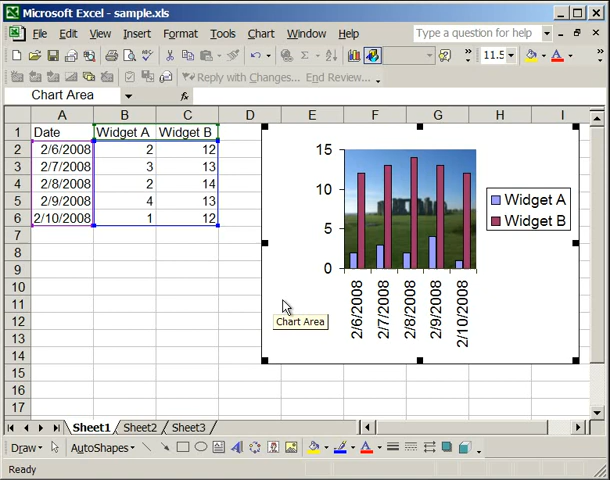 Microsoft Excel - sample.xls
File Edit View Insert Format Tools Chart Window Help Type a question for help
11.5
Reply with Changes... End Review...
Chart Area fx
A B C D E F G H I
1 Date Widget A Widget B
2 2/6/2008 2 12
3 2/7/2008 3 13
4 2/8/2008 2 14
5 2/9/2008 4 13
6 2/10/2008 1 12
7
8
9
10
11
12
13
14
15
16
17
15
10
5
0
2/6/2008
2/7/2008
2/8/2008
2/9/2008
2/10/2008
Widget A
Widget B
Chart Area
Sheet1 Sheet2 Sheet3
Draw AutoShapes
Ready